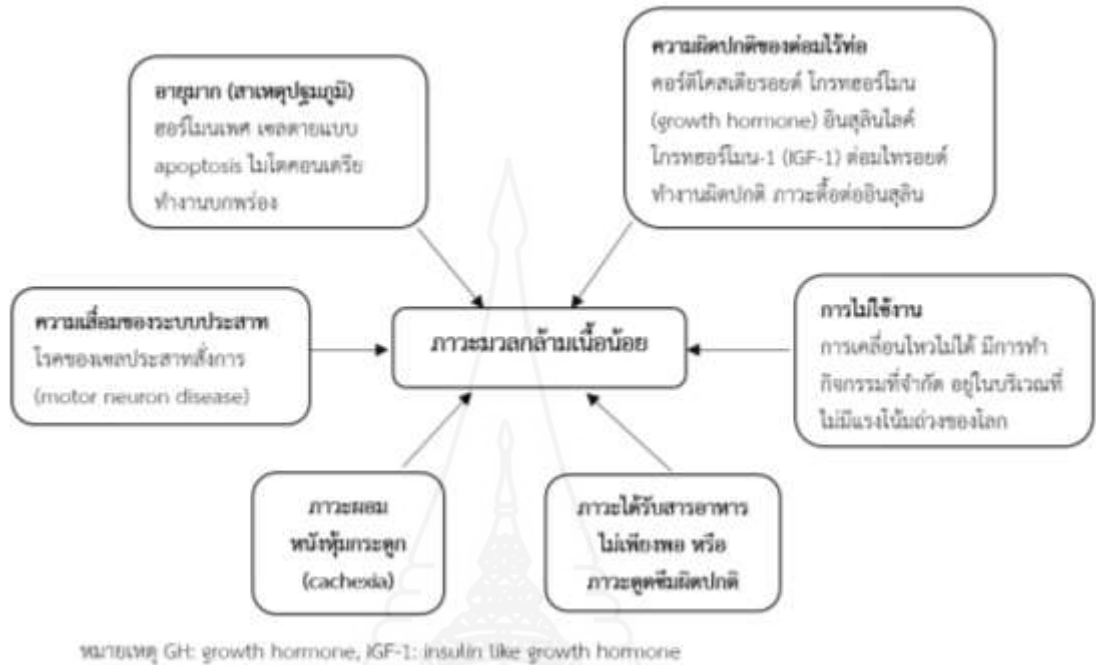 อายุมาก (สาเหตุปฐมภูมิ)
ฮอร์โมนเพศ เซลตายแบบ
apoptosis ไมโตคอนเดรีย
ทำงานบกพร่อง
ความผิดปกติของต่อมไร้ท่อ
คอร์ติโคสเตียรอยด์ โกรทฮอร์โมน
(growth hormone) อินสุลินไลค์
โกรทฮอร์โมน-1 (IGF-1) ต่อมไทรอยด์
ทำงานผิดปกติ ภาวะดื้อต่ออินสุลิน
ความเสื่อมของระบบประสาท
โรคของเซลประสาทสั่งการ
(motor neuron disease)
ภาวะมวลกล้ามเนื้อน้อย
การไม่ใช้งาน
การเคลื่อนไหวไม่ได้ มีการทำ
กิจกรรมที่จำกัด อยู่ในบริเวณที่
ไม่มีแรงโน้มถ่วงของโลก
ภาวะผอม
หนังหุ้มกระดูก
(cachexia)
ภาวะได้รับสารอาหาร
ไม่เพียงพอ หรือ
ภาวะดูดซึมผิดปกติ
หมายเหตุ GH: growth hormone, IGF-1: insulin like growth hormone